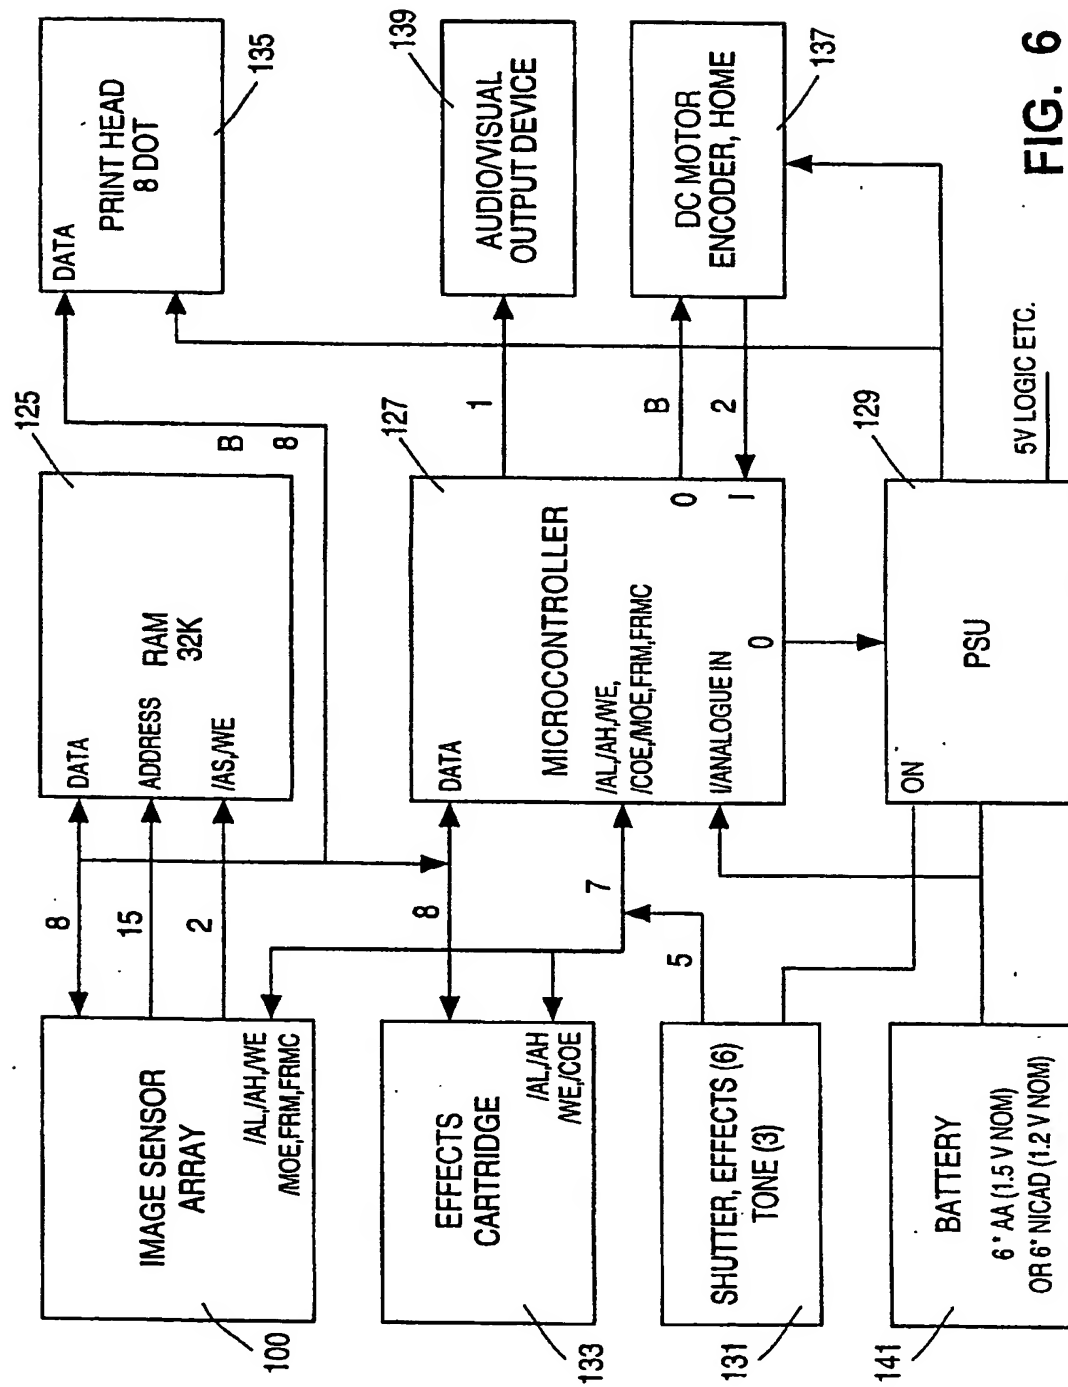 IMAGE SENSOR
ARRAY
/AL,/AH,/WE
/MOE,FRM,FRMC
100
8
15
2
DATA
ADDRESS
/AS,/WE
RAM
32K
125
B
8
DATA
PRINT HEAD
8 DOT
135
EFFECTS
CARTRIDGE
/AL,/AH
/WE,/COE
133
8
7
DATA
MICROCONTROLLER
/AL,/AH,/WE,
/COE,/MOE,FRM,FRMC
I/ANALOGUE IN
O
O
I
127
1
AUDIO/VISUAL
OUTPUT DEVICE
139
B
2
DC MOTOR
ENCODER, HOME
137
SHUTTER, EFFECTS (6)
TONE (3)
131
5
BATTERY
6 * AA (1.5 V NOM)
OR 6* NICAD (1.2 V NOM)
141
ON
PSU
129
5V LOGIC ETC.
FIG. 6